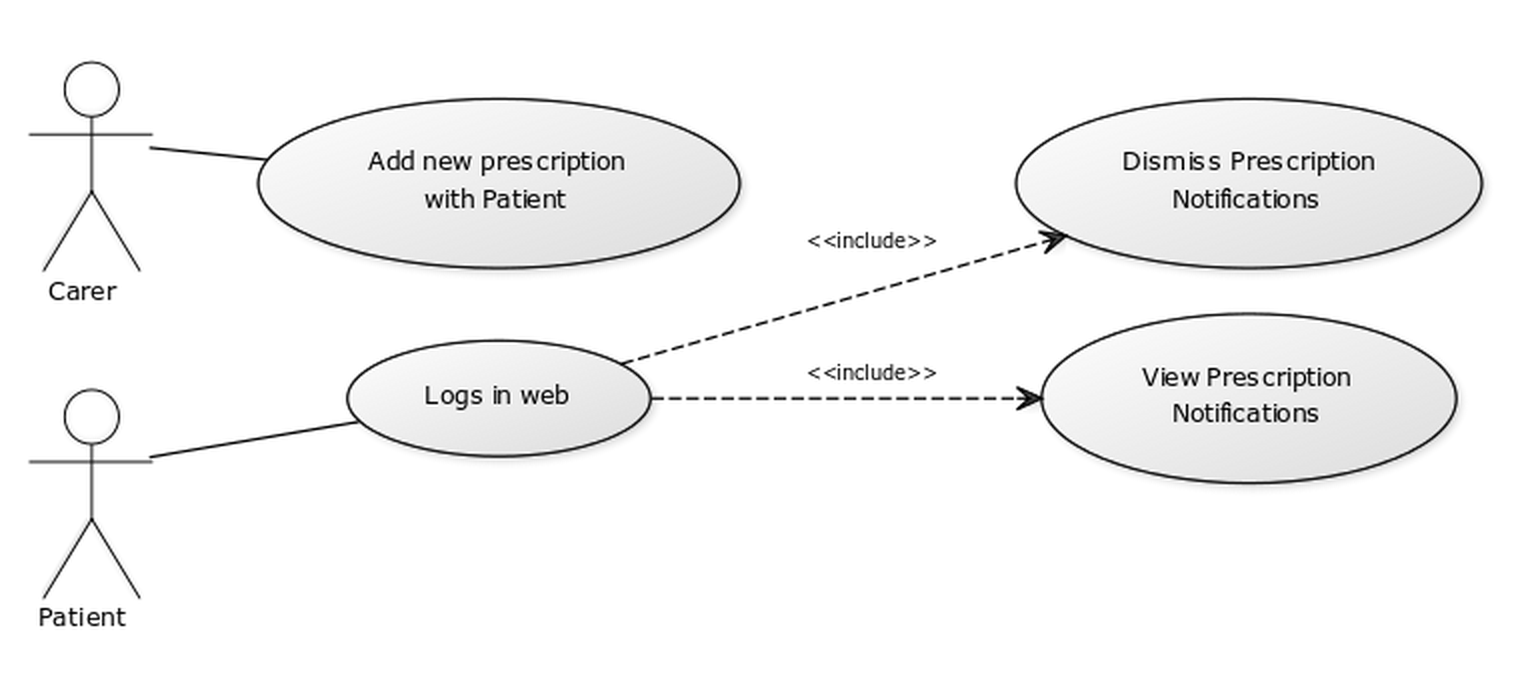 Add new prescription
with Patient
Dismiss Prescription
Notifications
<<include>>
Carer
<<include>>
Logs in web
View Prescription
Notifications
Patient